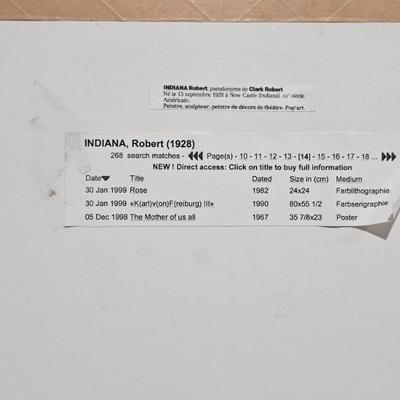 INDIANA Robert, pseudonyme de Clark Robert
Né le 13 septembre 1928 à New Castle (Indiana). xxe siècle.
Américain.
Peintre, sculpteur, peintre de décors de théâtre. Pop'art.
INDIANA, Robert (1928)
268 search matches - Page(s) - 10 - 11 - 12 - 13 - [14] - 15 - 16 - 17 - 18 ...
NEW ! Direct access: Click on title to buy full information
Date Title Dated Size in (cm) Medium
30 Jan 1999 Rose 1982 24x24 Farblithographie
30 Jan 1999 «K(arl)v(on)F(reiburg) III» 1990 80x55 1/2 Farbserigraphie
05 Dec 1998 The Mother of us all 1967 35 7/8x23 Poster